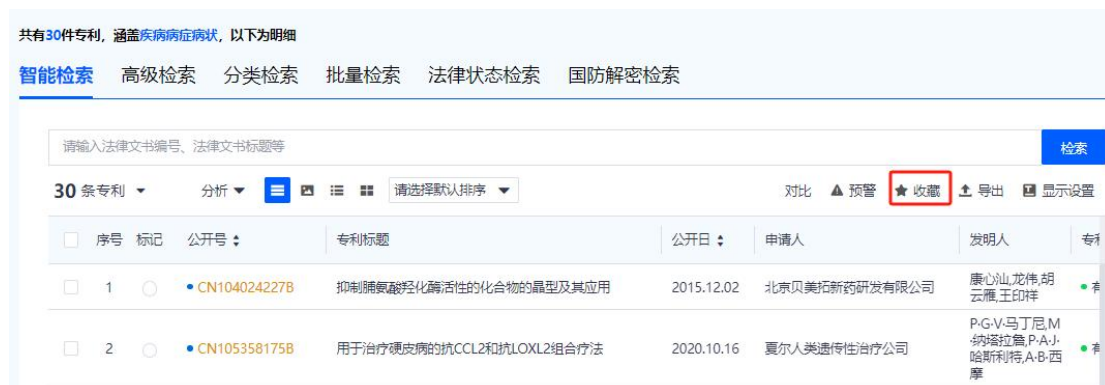 共有30件专利，涵盖疾病病症病状，以下为明细
智能检索 高级检索 分类检索 批量检索 法律状态检索 国防解密检索
请输入法律文书编号、法律文书标题等 检索
30 条专利 分析 请选择默认排序 对比 预警 收藏 导出 显示设置
序号 标记 公开号 专利标题 公开日 申请人 发明人 专利
1 CN104024227B 抑制脯氨酸羟化酶活性的化合物的晶型及其应用 2015.12.02 北京贝美拓新药研发有限公司 康心汕,龙伟,胡
云雁,王印祥 有
2 CN105358175B 用于治疗硬皮病的抗CCL2和抗LOXL2组合疗法 2020.10.16 夏尔人类遗传性治疗公司 P·G·V·马丁尼,M
·纳塔拉詹,P·A·J·
哈斯利特,A·B·西
摩 有